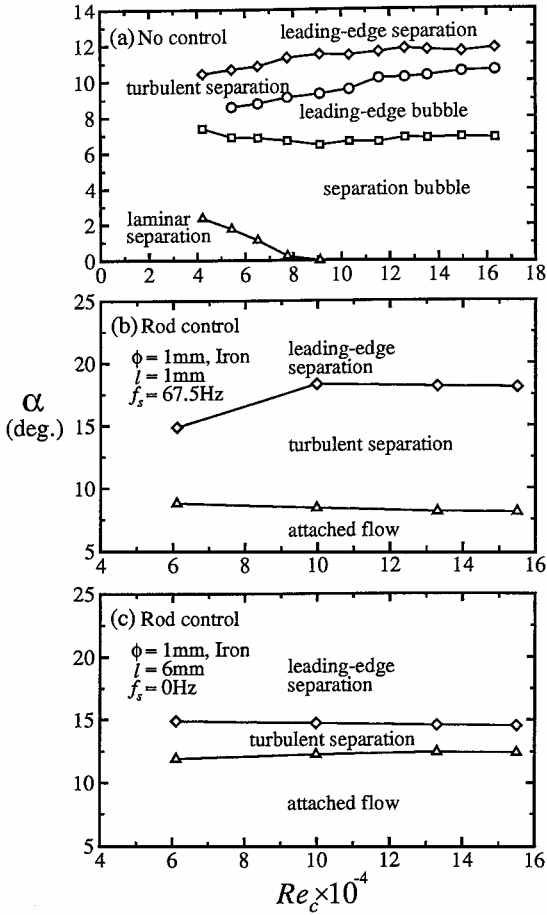 14
(a) No control
leading-edge separation
12
10
turbulent separation
8
leading-edge bubble
6
separation bubble
4
laminar
separation
2
0
0 2 4 6 8 10 12 14 16 18
25
(b) Rod control
ϕ = 1mm, Iron
l = 1mm
fₛ = 67.5Hz
leading-edge
separation
20
α
(deg.)
15
turbulent separation
10
attached flow
5
4 6 8 10 12 14 16
25
(c) Rod control
ϕ = 1mm, Iron
l = 6mm
fₛ = 0Hz
leading-edge
separation
20
15
turbulent separation
10
attached flow
5
4 6 8 10 12 14 16
Re_c×10⁻⁴